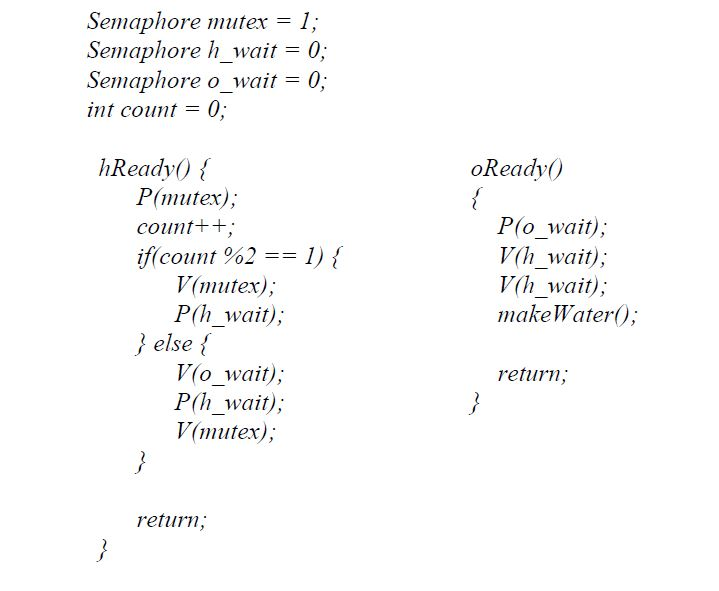 Semaphore mutex = 1;
Semaphore h_wait = 0;
Semaphore o_wait = 0;
int count = 0;
hReady() {
P(mutex);
count++;
if(count %2 == 1) {
V(mutex);
P(h_wait);
} else {
V(o_wait);
P(h_wait);
V(mutex);
}
return;
}
oReady()
{
P(o_wait);
V(h_wait);
V(h_wait);
makeWater();
return;
}